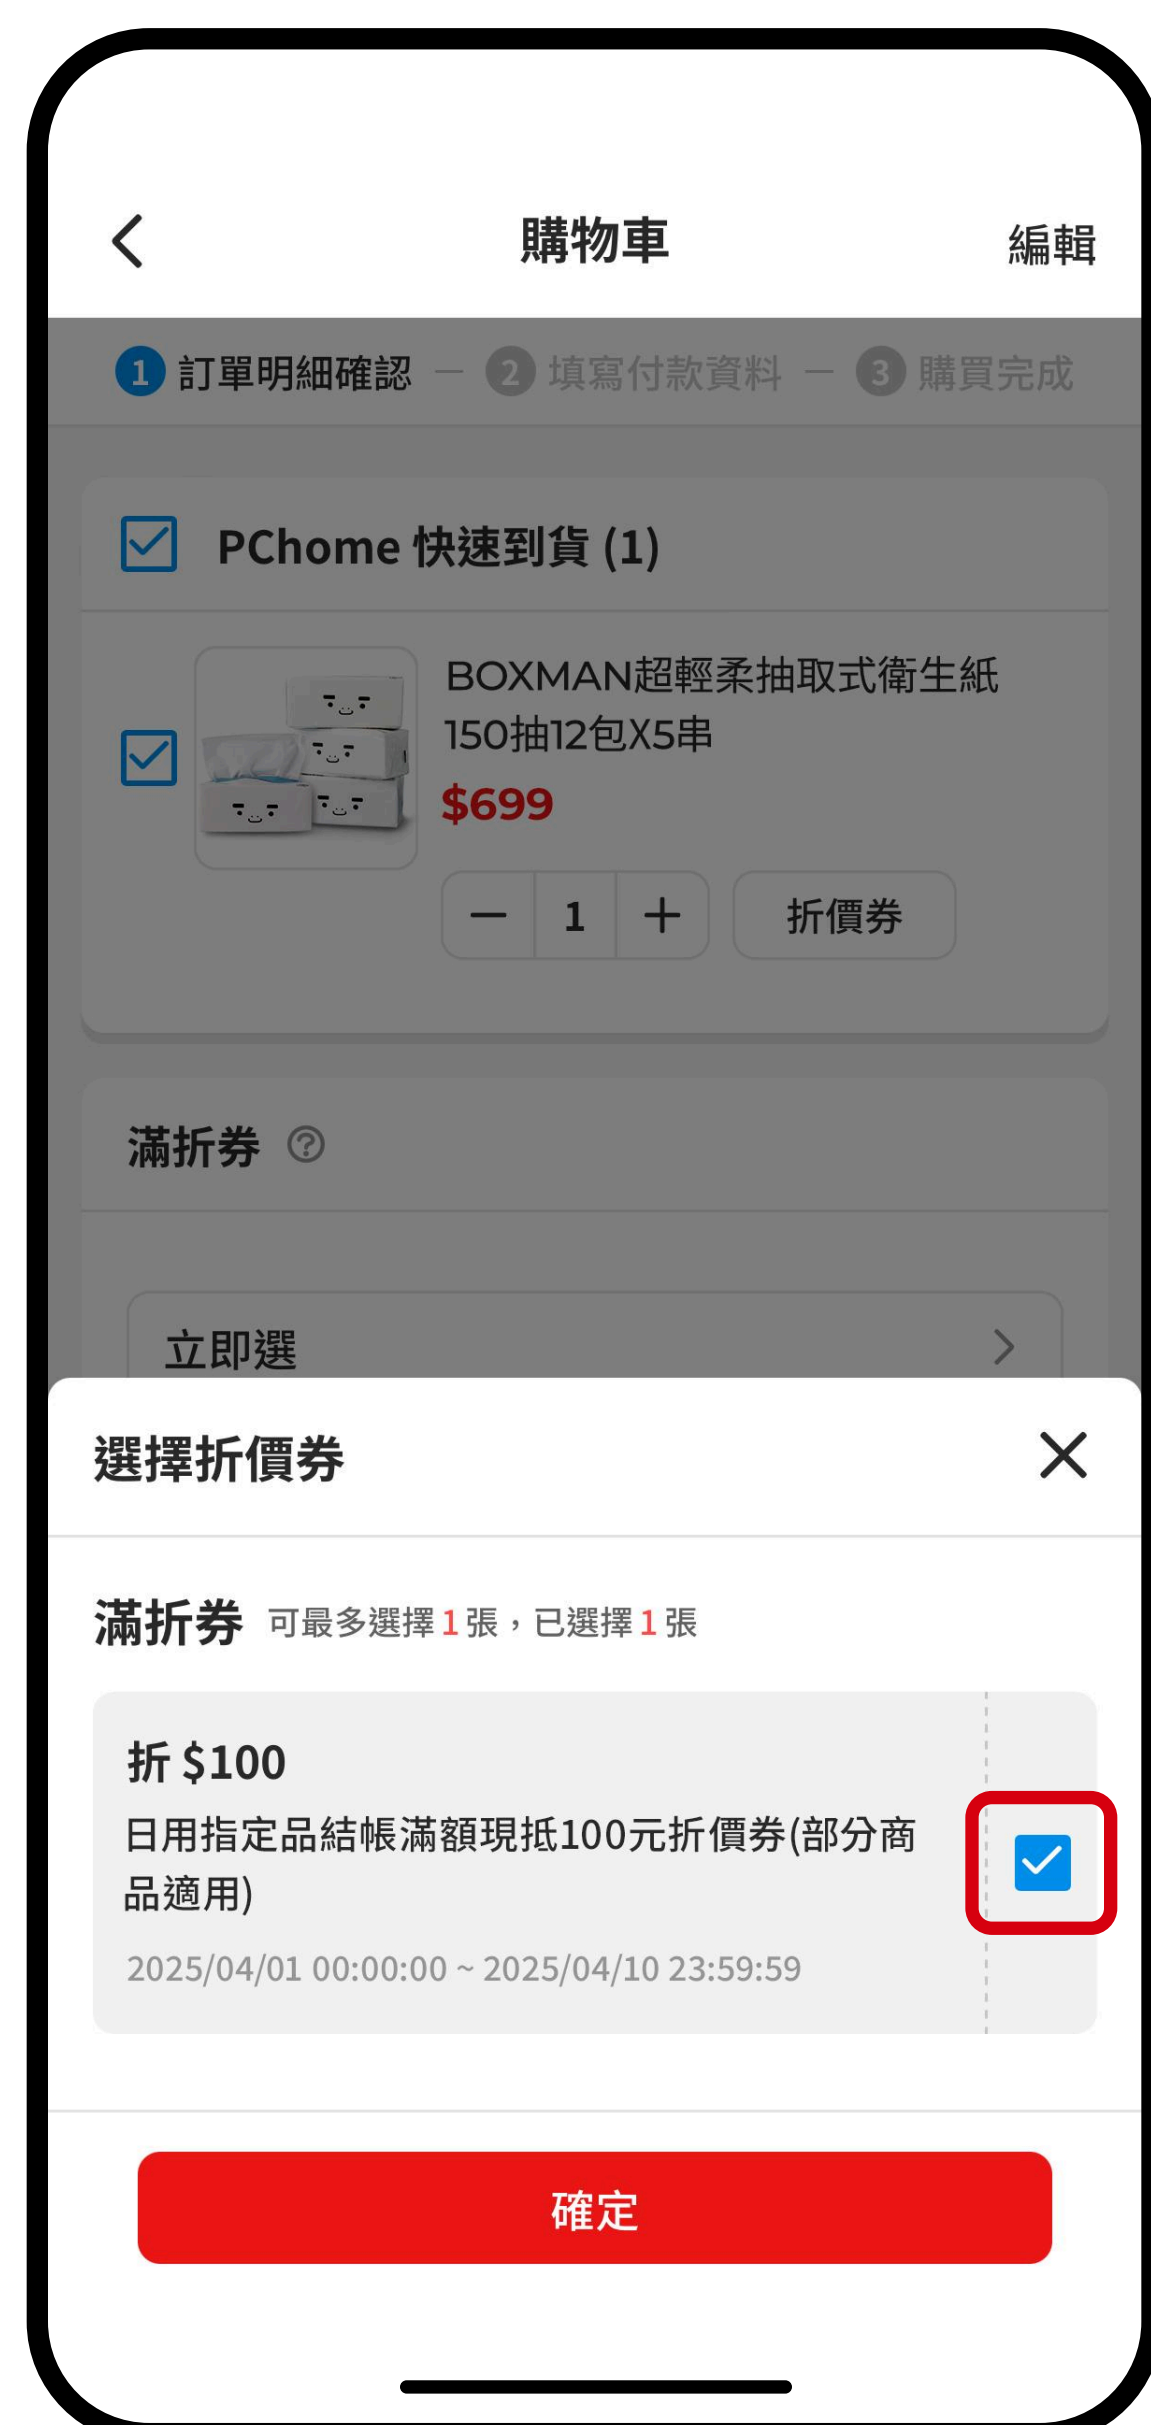 購物車
編輯
1 訂單明細確認 － 2 填寫付款資料 － 3 購買完成
PChome 快速到貨 (1)
BOXMAN超輕柔抽取式衛生紙
150抽12包X5串
$699
1
折價券
滿折券 ?
立即選
選擇折價券
滿折券 可最多選擇 1 張，已選擇 1 張
折 $100
日用指定品結帳滿額現抵100元折價券(部分商
品適用)
2025/04/01 00:00:00 ~ 2025/04/10 23:59:59
確定